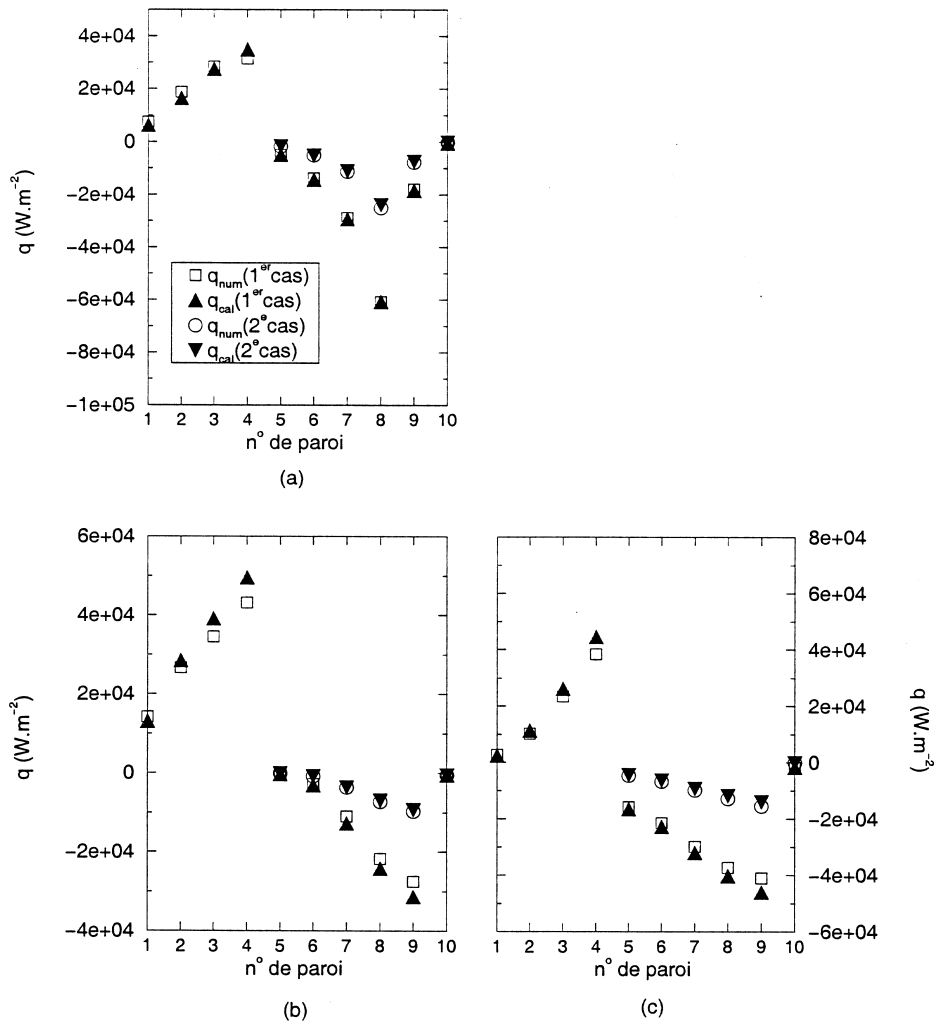 4e+04
2e+04
0
−2e+04
−4e+04
−6e+04
−8e+04
−1e+05
q (W.m⁻²)
q_num(1^er cas)
q_cal(1^er cas)
q_num(2^e cas)
q_cal(2^e cas)
1 2 3 4 5 6 7 8 9 10
n° de paroi
(a)
6e+04
4e+04
2e+04
0
−2e+04
−4e+04
q (W.m⁻²)
1 2 3 4 5 6 7 8 9 10
n° de paroi
(b)
8e+04
6e+04
4e+04
2e+04
0
−2e+04
−4e+04
−6e+04
q (W.m⁻²)
1 2 3 4 5 6 7 8 9 10
n° de paroi
(c)